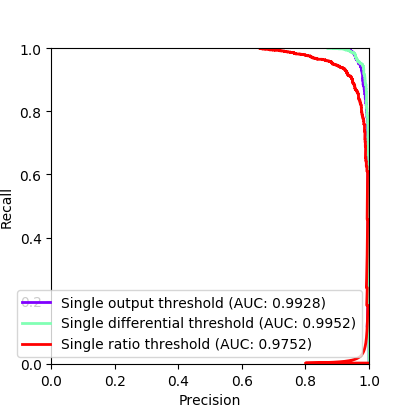 1.0
0.8
0.6
0.4
0.2
0.0
Recall
Single output threshold (AUC: 0.9928)
Single differential threshold (AUC: 0.9952)
Single ratio threshold (AUC: 0.9752)
0.0 0.2 0.4 0.6 0.8 1.0
Precision